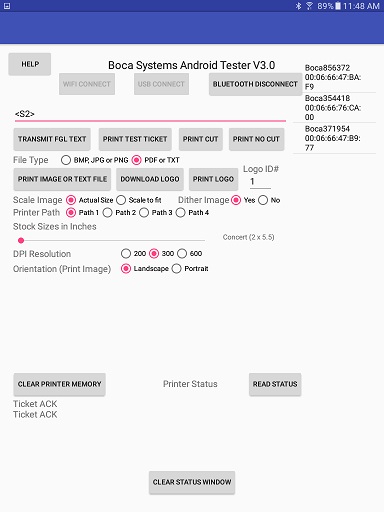 89% 11:48 AM
HELP
Boca Systems Android Tester V3.0
WIFI CONNECT
USB CONNECT
BLUETOOTH DISCONNECT
Boca856372
00:06:66:47:BA:
F9
Boca354418
00:06:66:76:CA:
00
Boca371954
00:06:66:47:B9:
77
<S2>
TRANSMIT FGL TEXT
PRINT TEST TICKET
PRINT CUT
PRINT NO CUT
File Type BMP, JPG or PNG PDF or TXT
Logo ID#
PRINT IMAGE OR TEXT FILE
DOWNLOAD LOGO
PRINT LOGO
1
Scale Image Actual Size Scale to fit Dither Image Yes No
Printer Path Path 1 Path 2 Path 3 Path 4
Stock Sizes in Inches
Concert (2 x 5.5)
DPI Resolution 200 300 600
Orientation (Print Image) Landscape Portrait
CLEAR PRINTER MEMORY
Printer Status
READ STATUS
Ticket ACK
Ticket ACK
CLEAR STATUS WINDOW